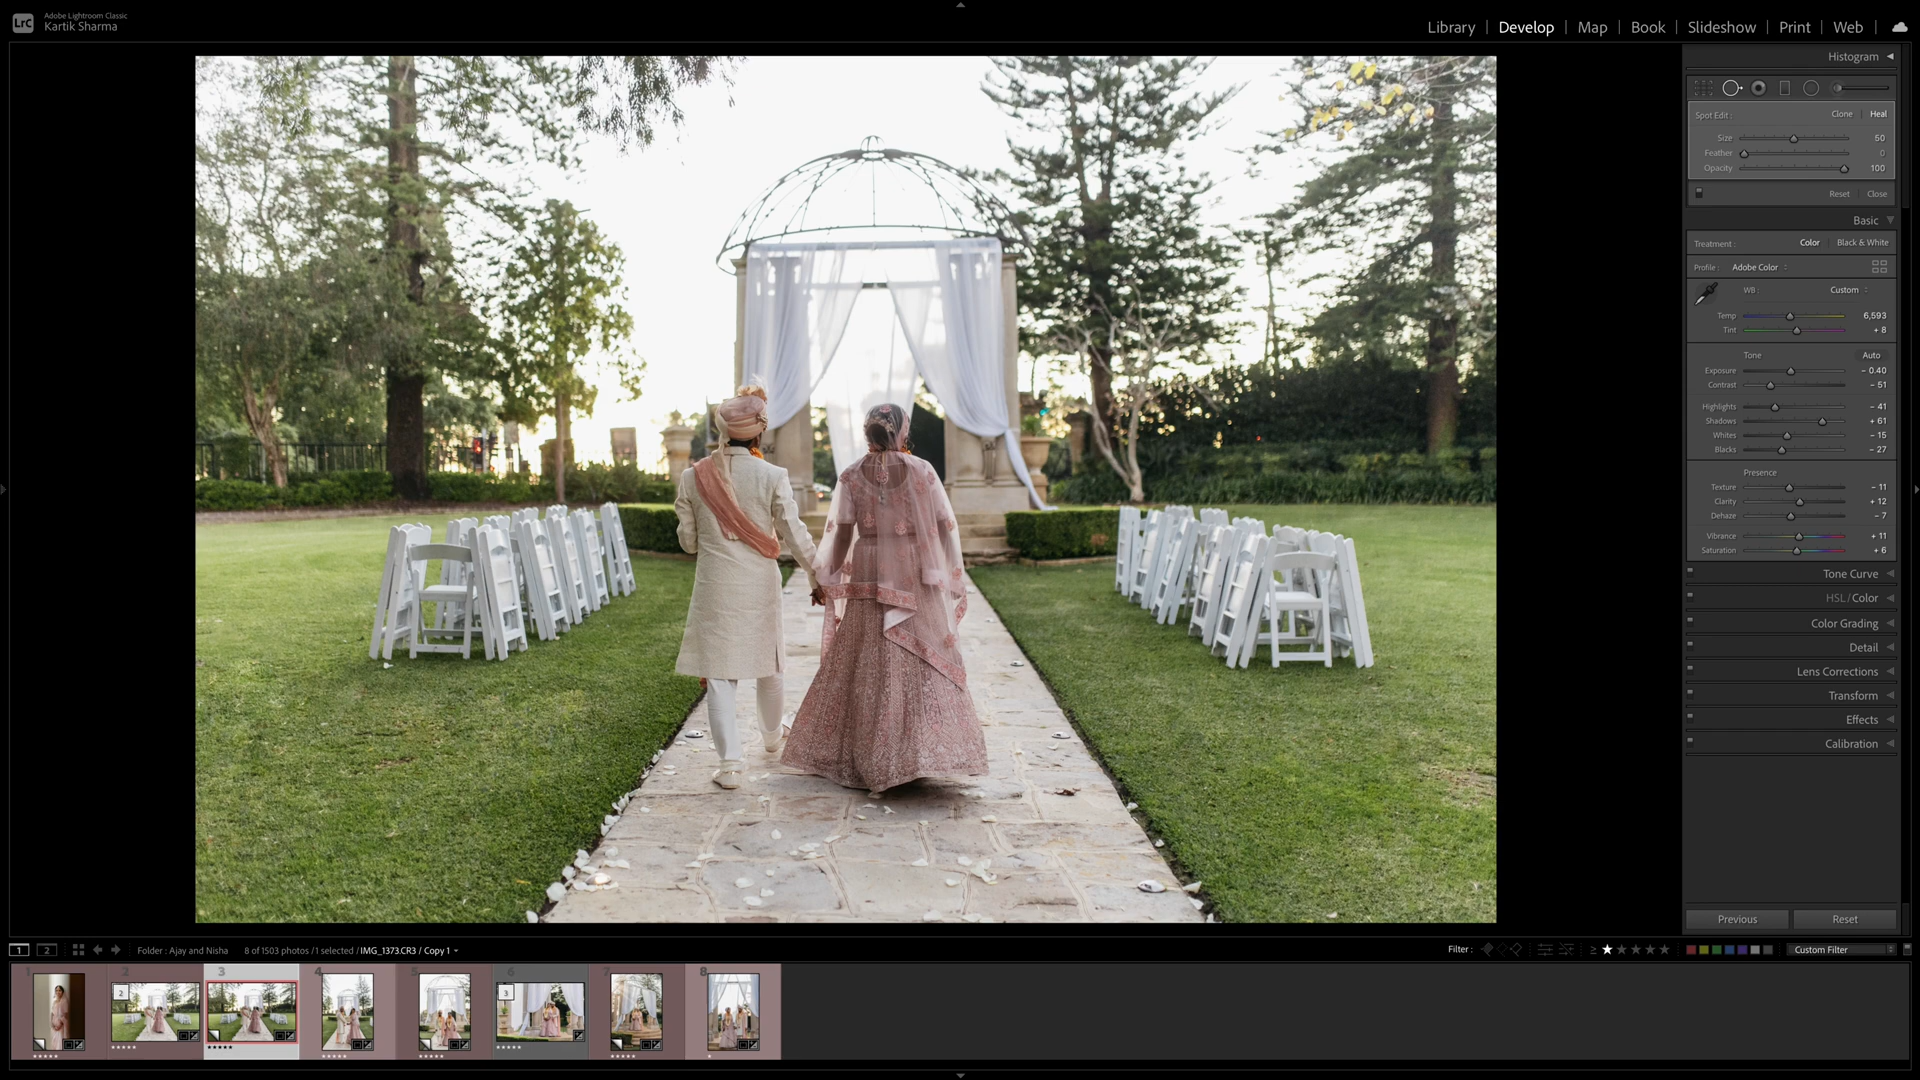 LrC
Adobe Lightroom Classic
Kartik Sharma
Library | Develop | Map | Book | Slideshow | Print | Web
Histogram
Spot Edit : Clone | Heal
Size 50
Feather 0
Opacity 100
Reset Close
Basic
Treatment : Color Black & White
Profile : Adobe Color
WB : Custom
Temp 6,593
Tint + 8
Tone Auto
Exposure - 0.40
Contrast - 51
Highlights - 41
Shadows + 61
Whites - 15
Blacks - 27
Presence
Texture - 11
Clarity + 12
Dehaze - 7
Vibrance + 11
Saturation + 6
Tone Curve
HSL / Color
Color Grading
Detail
Lens Corrections
Transform
Effects
Calibration
Previous Reset
1 2 Folder : Ajay and Nisha 8 of 1503 photos / 1 selected / IMG_1373.CR3 / Copy 1 Filter : ≥ Custom Filter
1 2 3 4 5 6 7 8
2 3